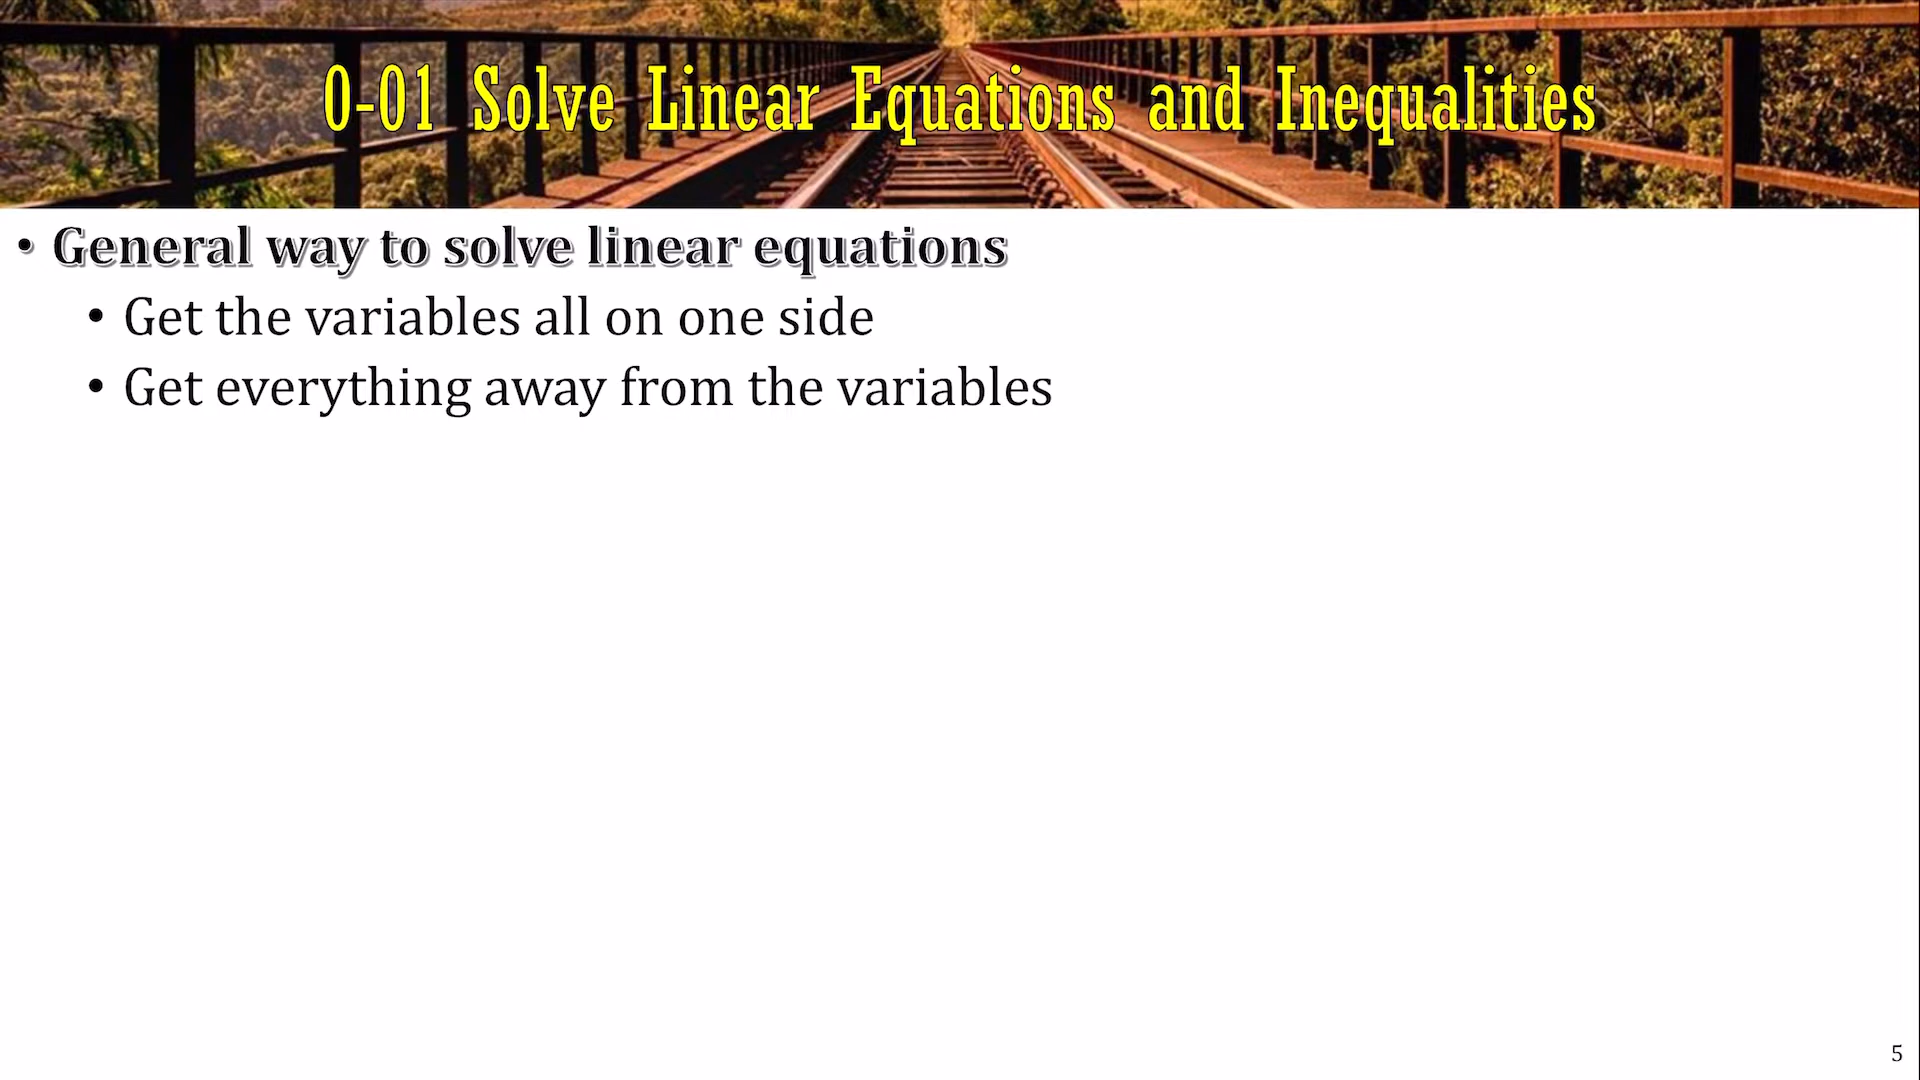 0-01 Solve Linear Equations and Inequalities
• General way to solve linear equations
• Get the variables all on one side
• Get everything away from the variables
5